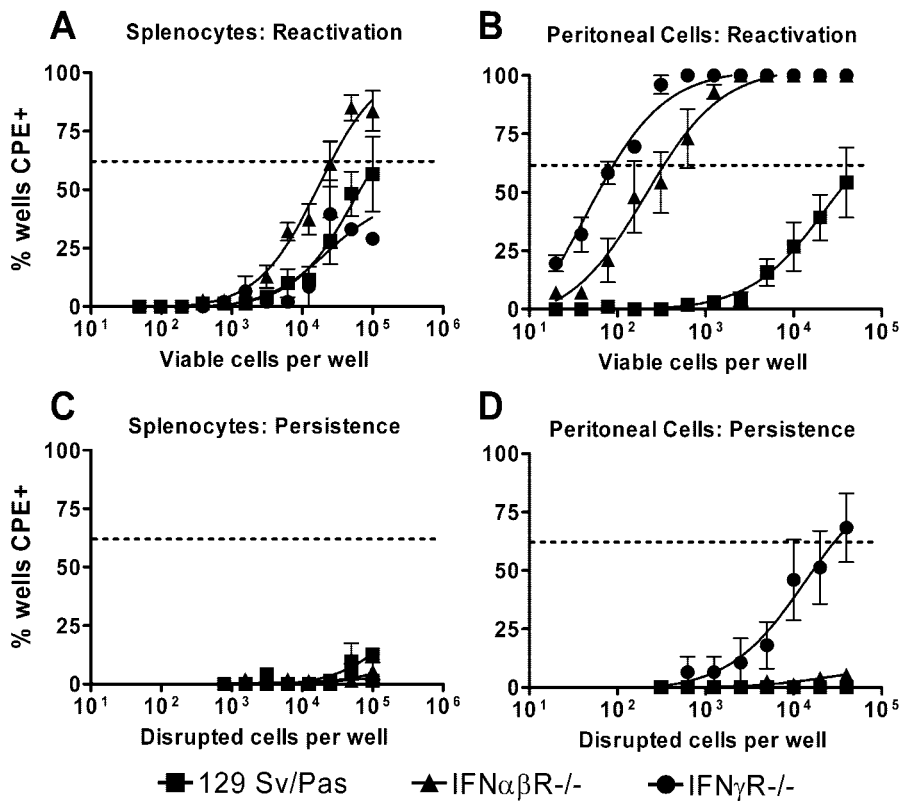 A
Splenocytes: Reactivation
% wells CPE+
100
75
50
25
0
10^1 10^2 10^3 10^4 10^5 10^6
Viable cells per well
B
Peritoneal Cells: Reactivation
100
75
50
25
0
10^1 10^2 10^3 10^4 10^5
Viable cells per well
C
Splenocytes: Persistence
% wells CPE+
100
75
50
25
0
10^1 10^2 10^3 10^4 10^5 10^6
Disrupted cells per well
D
Peritoneal Cells: Persistence
100
75
50
25
0
10^1 10^2 10^3 10^4 10^5
Disrupted cells per well
129 Sv/Pas
IFNαβR-/-
IFNγR-/-